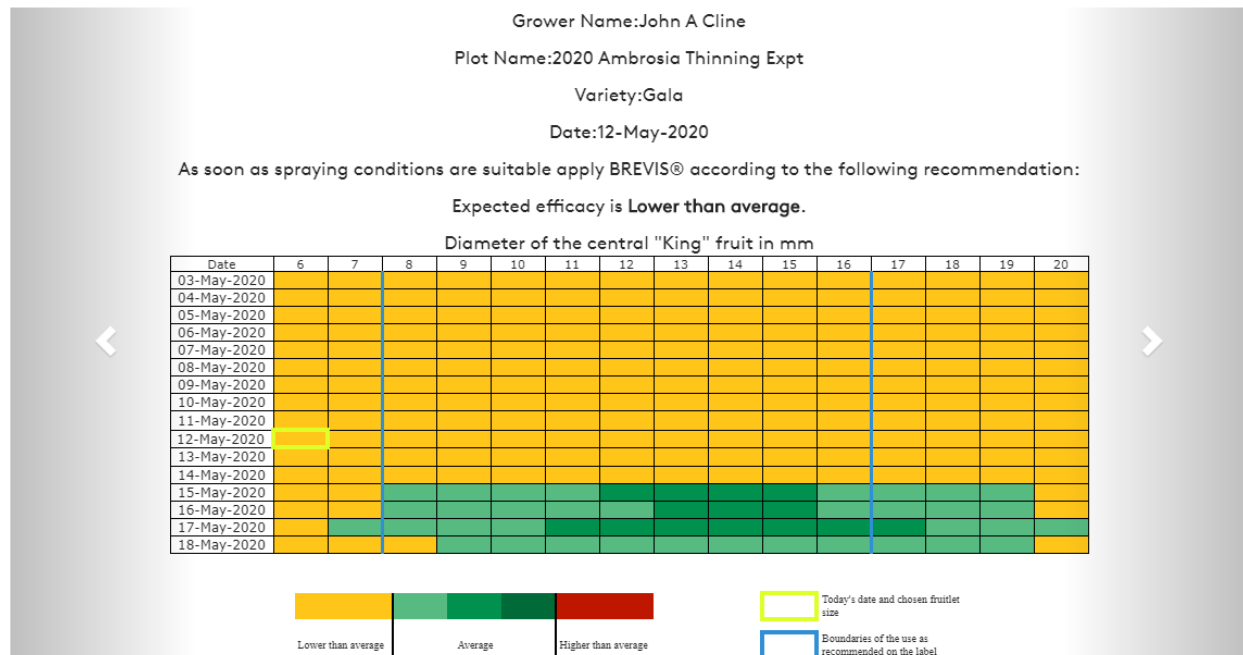 Grower Name:John A Cline
Plot Name:2020 Ambrosia Thinning Expt
Variety:Gala
Date:12-May-2020
As soon as spraying conditions are suitable apply BREVIS® according to the following recommendation:
Expected efficacy is Lower than average.
Diameter of the central "King" fruit in mm
Date 6 7 8 9 10 11 12 13 14 15 16 17 18 19 20
03-May-2020
04-May-2020
05-May-2020
06-May-2020
07-May-2020
08-May-2020
09-May-2020
10-May-2020
11-May-2020
12-May-2020
13-May-2020
14-May-2020
15-May-2020
16-May-2020
17-May-2020
18-May-2020
Lower than average Average Higher than average
Today's date and chosen fruitlet
size
Boundaries of the use as
recommended on the label